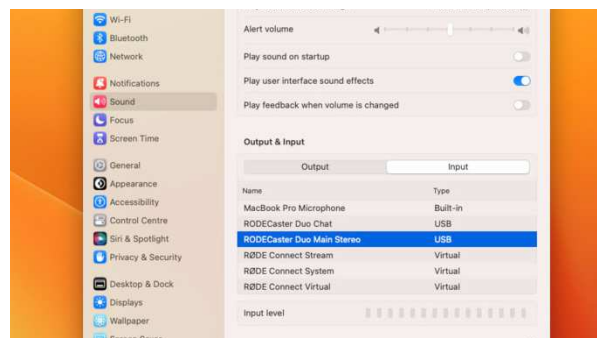 Wi-Fi
Bluetooth
Network
Notifications
Sound
Focus
Screen Time
General
Appearance
Accessibility
Control Centre
Siri & Spotlight
Privacy & Security
Desktop & Dock
Displays
Wallpaper
Alert volume
Play sound on startup
Play user interface sound effects
Play feedback when volume is changed
Output & Input
Output Input
Name Type
MacBook Pro Microphone Built-in
RODECaster Duo Chat USB
RODECaster Duo Main Stereo USB
RØDE Connect Stream Virtual
RØDE Connect System Virtual
RØDE Connect Virtual Virtual
Input level